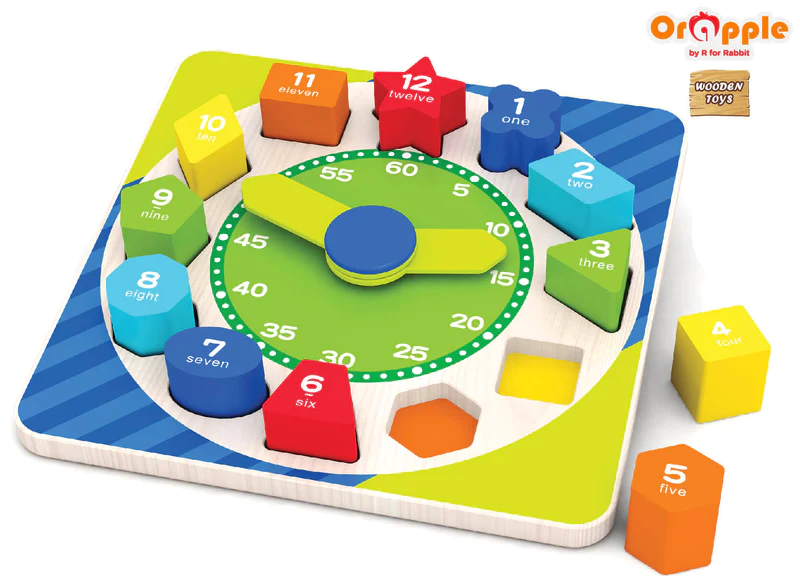 Orapple
by R for Rabbit
WOODEN
TOYS
12
twelve
1
one
2
two
3
three
4
four
5
five
6
six
7
seven
8
eight
9
nine
10
ten
11
eleven
60
5
10
15
20
25
30
35
40
45
55